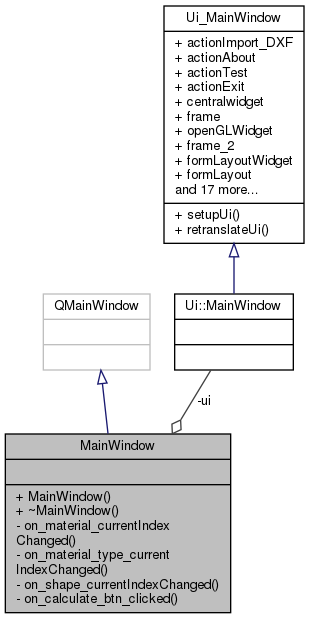 Ui_MainWindow
+ actionImport_DXF
+ actionAbout
+ actionTest
+ actionExit
+ centralwidget
+ frame
+ openGLWidget
+ frame_2
+ formLayoutWidget
+ formLayout
and 17 more...
+ setupUi()
+ retranslateUi()
QMainWindow
Ui::MainWindow
-ui
MainWindow
+ MainWindow()
+ ~MainWindow()
- on_material_currentIndex
Changed()
- on_material_type_current
IndexChanged()
- on_shape_currentIndexChanged()
- on_calculate_btn_clicked()